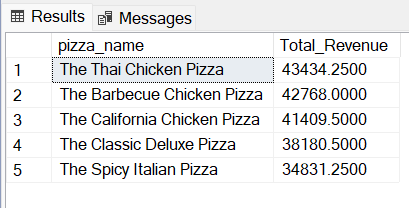 Results Messages
pizza_name Total_Revenue
1 The Thai Chicken Pizza 43434.2500
2 The Barbecue Chicken Pizza 42768.0000
3 The California Chicken Pizza 41409.5000
4 The Classic Deluxe Pizza 38180.5000
5 The Spicy Italian Pizza 34831.2500